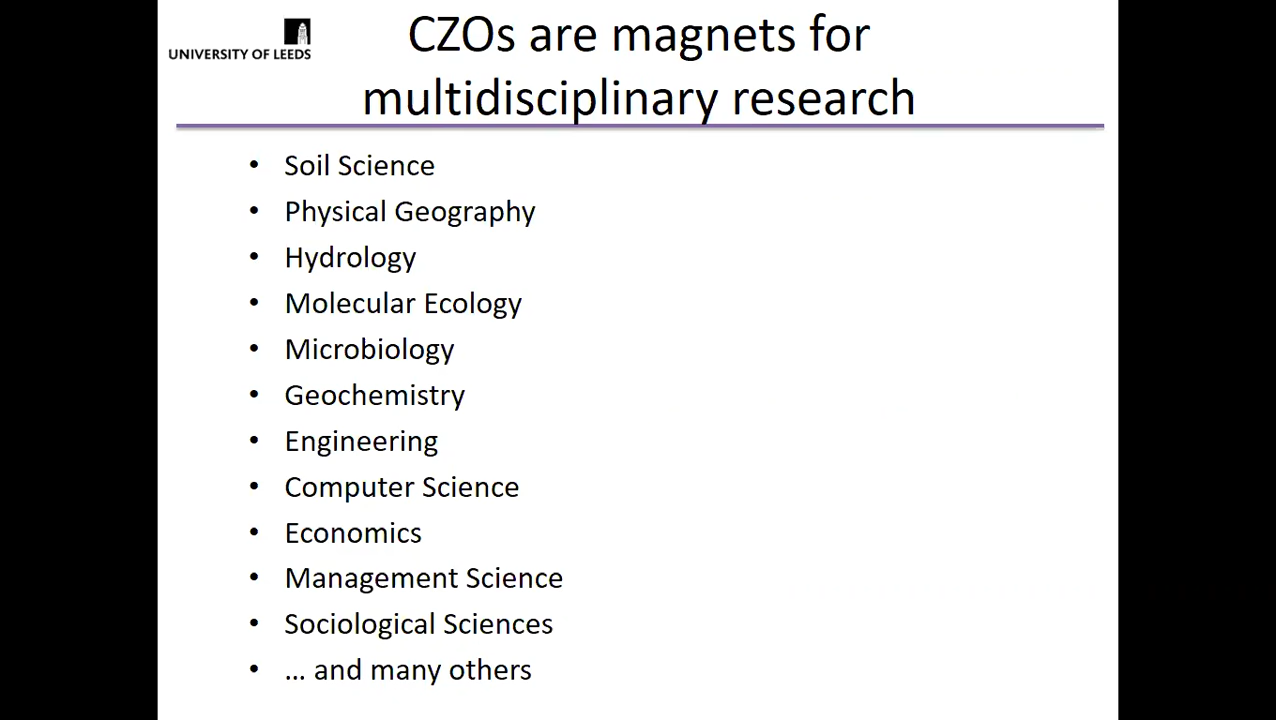 UNIVERSITY OF LEEDS
CZOs are magnets for
multidisciplinary research
• Soil Science
• Physical Geography
• Hydrology
• Molecular Ecology
• Microbiology
• Geochemistry
• Engineering
• Computer Science
• Economics
• Management Science
• Sociological Sciences
• ... and many others